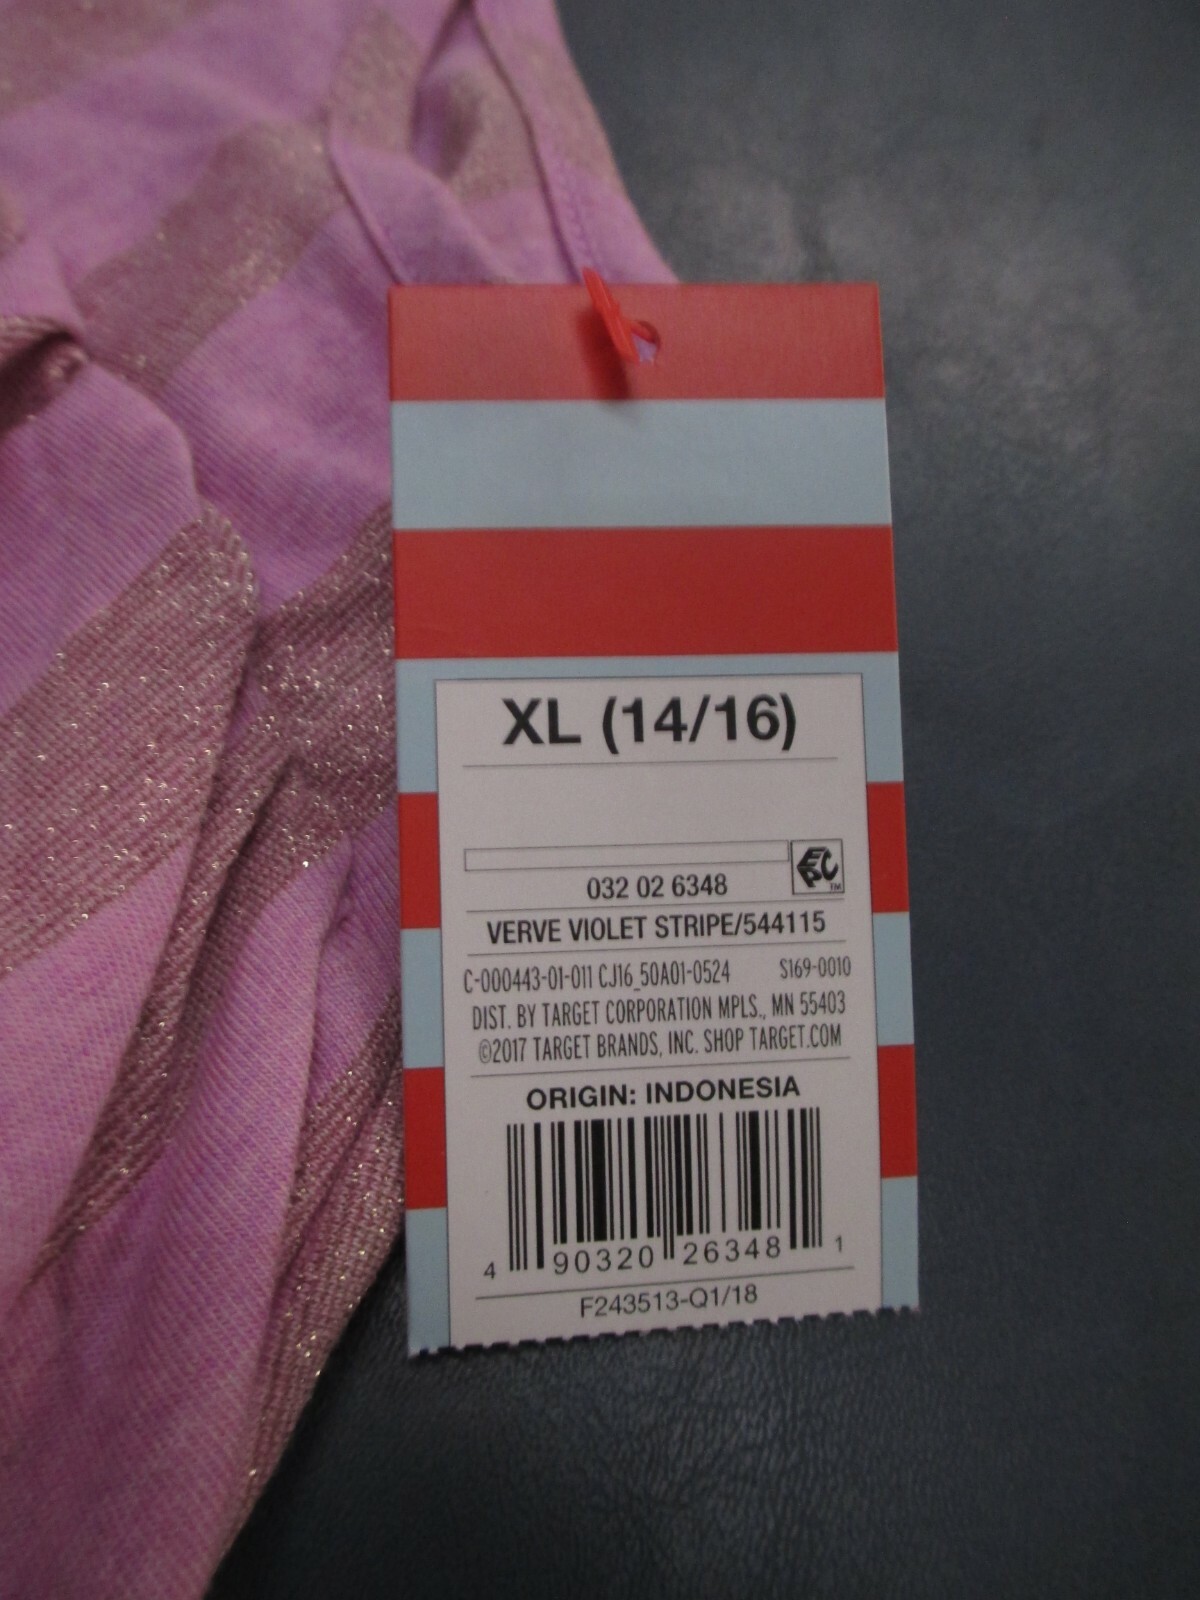 XL (14/16)
EPC TM
032 02 6348
VERVE VIOLET STRIPE/544115
C-000443-01-011 CJ16_50A01-0524 S169-0010
DIST. BY TARGET CORPORATION MPLS., MN 55403
©2017 TARGET BRANDS, INC. SHOP TARGET.COM
ORIGIN: INDONESIA
4 90320 26348 1
F243513-Q1/18